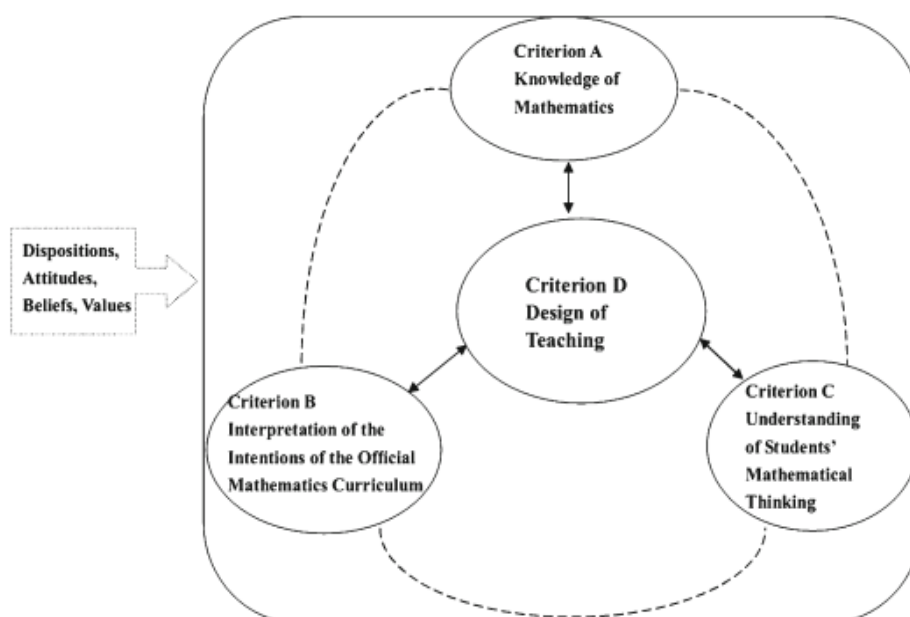 Criterion A
Knowledge of
Mathematics
Dispositions,
Attitudes,
Beliefs, Values
Criterion D
Design of
Teaching
Criterion B
Interpretation of the
Intentions of the Official
Mathematics Curriculum
Criterion C
Understanding
of Students’
Mathematical
Thinking